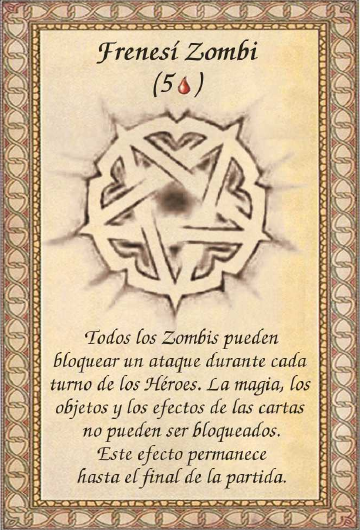 Frenesí Zombi
(5)
Todos los Zombis pueden
bloquear un ataque durante cada
turno de los Héroes. La magia, los
objetos y los efectos de las cartas
no pueden ser bloqueados.
Este efecto permanece
hasta el final de la partida.